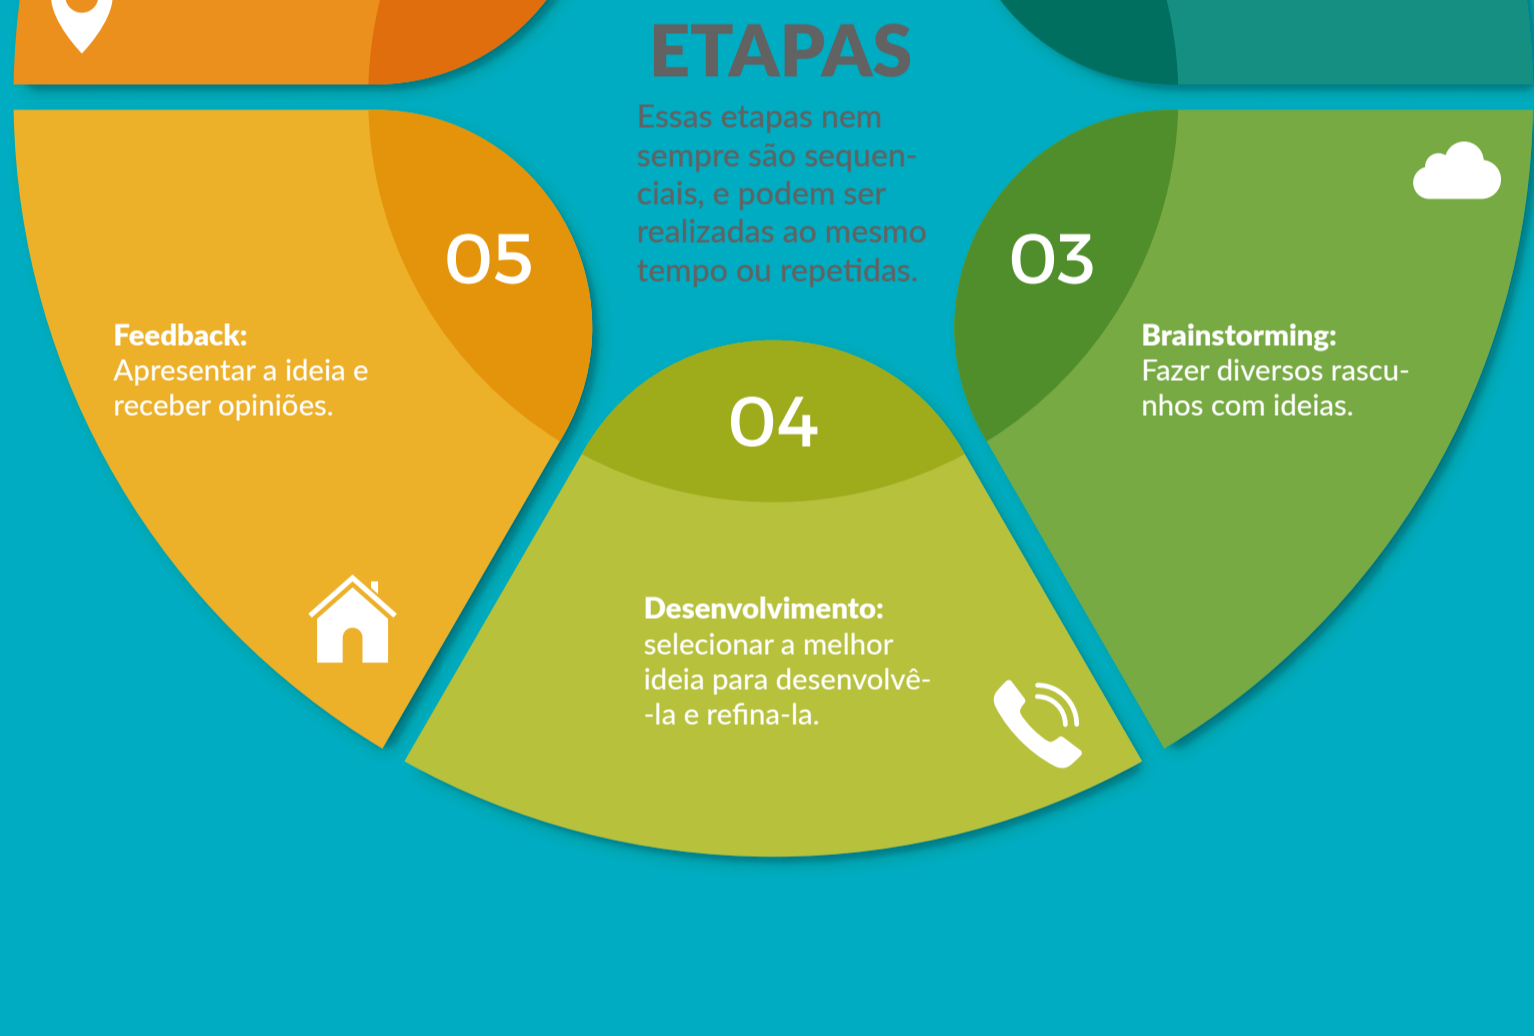 ETAPAS
Essas etapas nem
sempre são sequen-
ciais, e podem ser
realizadas ao mesmo
tempo ou repetidas.
03
Brainstorming:
Fazer diversos rascu-
nhos com ideias.
04
Desenvolvimento:
selecionar a melhor
ideia para desenvolvê-
-la e refina-la.
05
Feedback:
Apresentar a ideia e
receber opiniões.